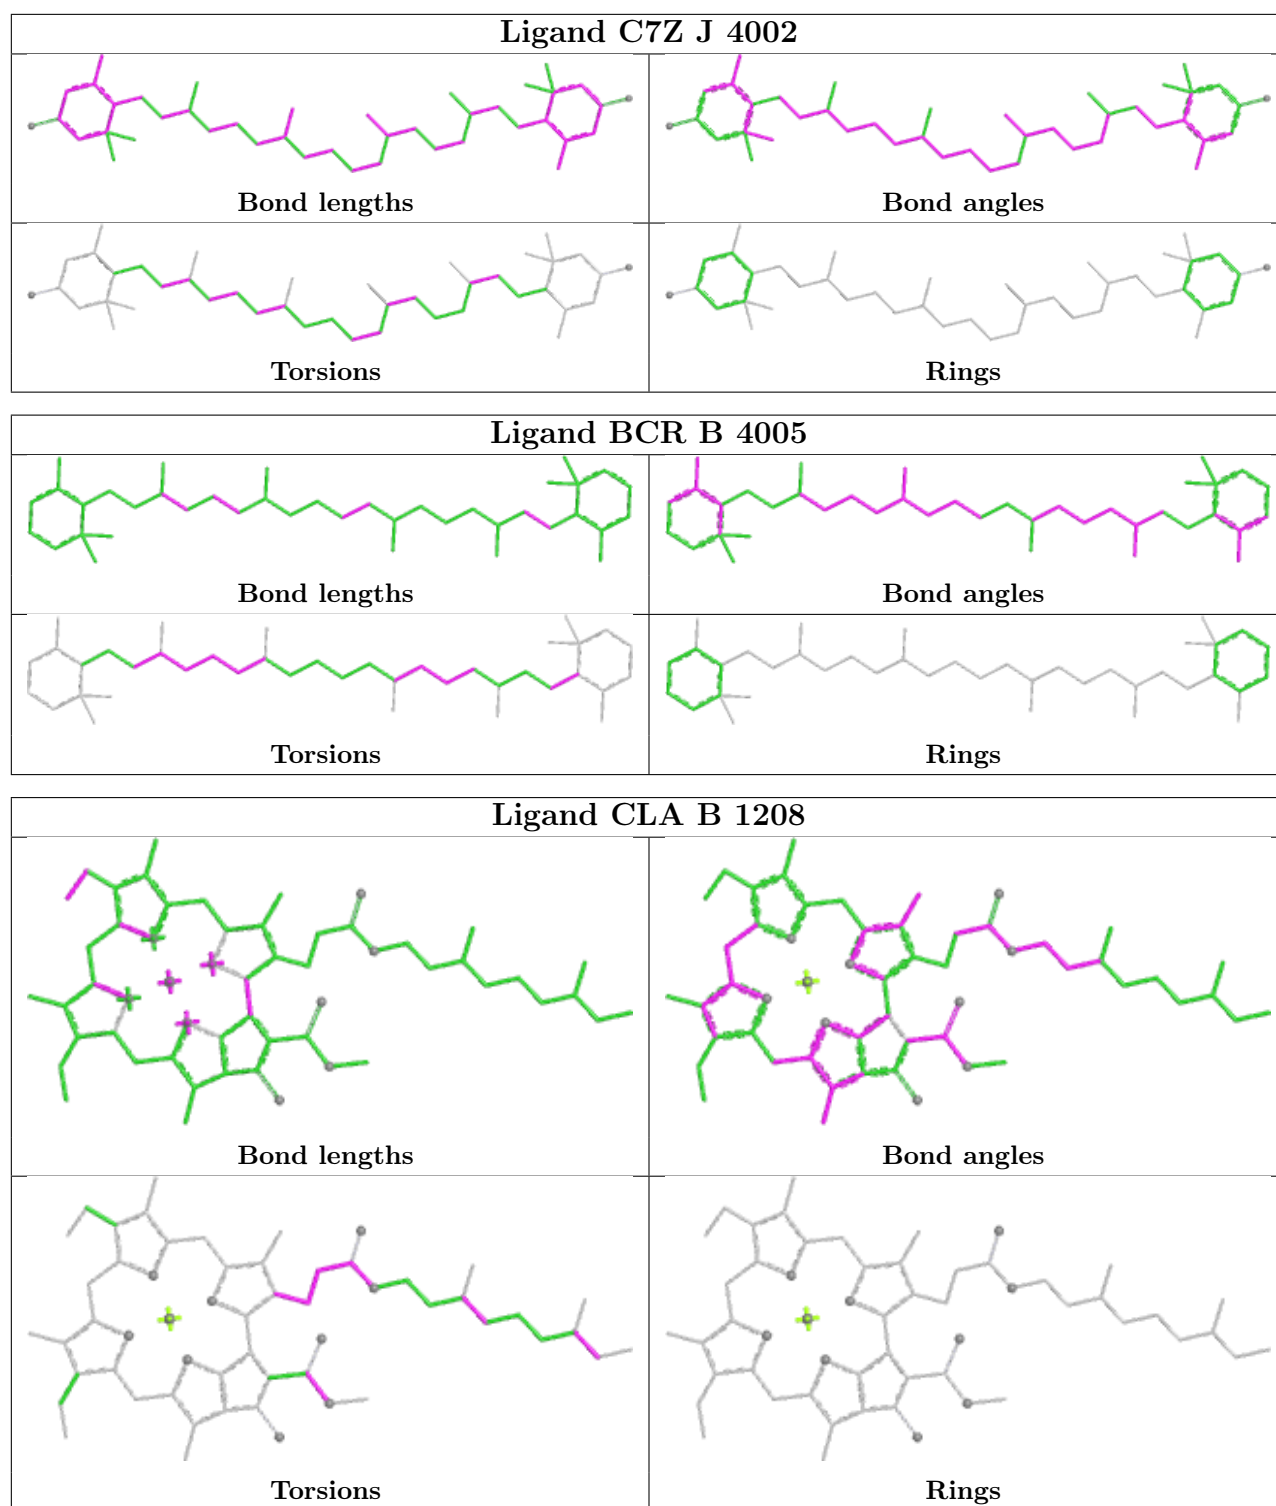 Ligand C7Z J 4002
Bond lengths
Bond angles
Torsions
Rings
Ligand BCR B 4005
Bond lengths
Bond angles
Torsions
Rings
Ligand CLA B 1208
Bond lengths
Bond angles
Torsions
Rings